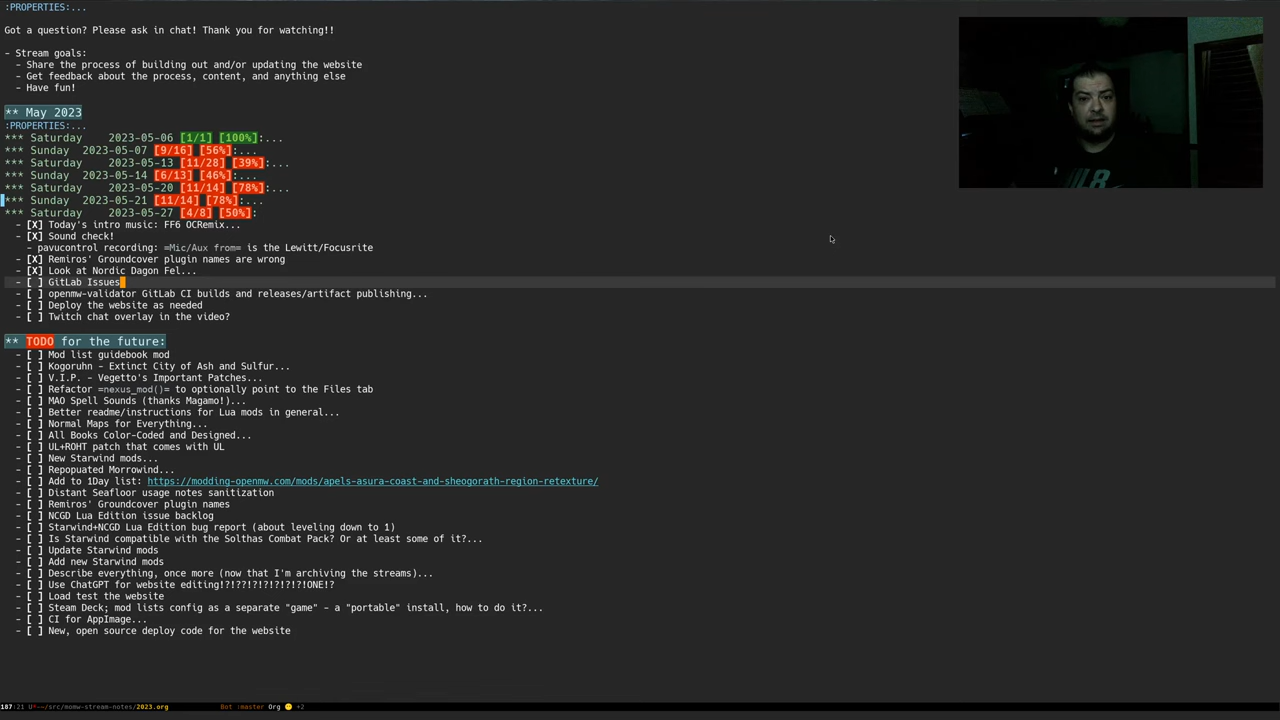 :PROPERTIES:...
Got a question? Please ask in chat! Thank you for watching!!
- Stream goals:
- Share the process of building out and/or updating the website
- Get feedback about the process, content, and anything else
- Have fun!
** May 2023
:PROPERTIES:...
*** Saturday 2023-05-06 [1/1] [100%]:...
*** Sunday 2023-05-07 [9/16] [56%]:...
*** Saturday 2023-05-13 [11/28] [39%]:...
*** Sunday 2023-05-14 [6/13] [46%]:...
*** Saturday 2023-05-20 [11/14] [78%]:...
*** Sunday 2023-05-21 [11/14] [78%]:...
*** Saturday 2023-05-27 [4/8] [50%]:
- [X] Today's intro music: FF6 OCRemix...
- [X] Sound check!
- pavucontrol recording: =Mic/Aux from= is the Lewitt/Focusrite
- [X] Remiros' Groundcover plugin names are wrong
- [X] Look at Nordic Dagon Fel...
- [ ] GitLab Issues
- [ ] openmw-validator GitLab CI builds and releases/artifact publishing...
- [ ] Deploy the website as needed
- [ ] Twitch chat overlay in the video?
** TODO for the future:
- [ ] Mod list guidebook mod
- [ ] Kogoruhn - Extinct City of Ash and Sulfur...
- [ ] V.I.P. - Vegetto's Important Patches...
- [ ] Refactor =nexus_mod()= to optionally point to the Files tab
- [ ] MAO Spell Sounds (thanks Magamo!)...
- [ ] Better readme/instructions for Lua mods in general...
- [ ] Normal Maps for Everything...
- [ ] All Books Color-Coded and Designed...
- [ ] UL+ROHT patch that comes with UL
- [ ] New Starwind mods...
- [ ] Repopuated Morrowind...
- [ ] Add to 1Day list: https://modding-openmw.com/mods/apels-asura-coast-and-sheogorath-region-retexture/
- [ ] Distant Seafloor usage notes sanitization
- [ ] Remiros' Groundcover plugin names
- [ ] NCGD Lua Edition issue backlog
- [ ] Starwind+NCGD Lua Edition bug report (about leveling down to 1)
- [ ] Is Starwind compatible with the Solthas Combat Pack? Or at least some of it?...
- [ ] Update Starwind mods
- [ ] Add new Starwind mods
- [ ] Describe everything, once more (now that I'm archiving the streams)...
- [ ] Use ChatGPT for website editing!?!??!?!?!?!?!?!ONE!?
- [ ] Load test the website
- [ ] Steam Deck; mod lists config as a separate "game" - a "portable" install, how to do it?...
- [ ] CI for AppImage...
- [ ] New, open source deploy code for the website
187:21 ~/src/momw-stream-notes/2023.org Bot :master Org +2